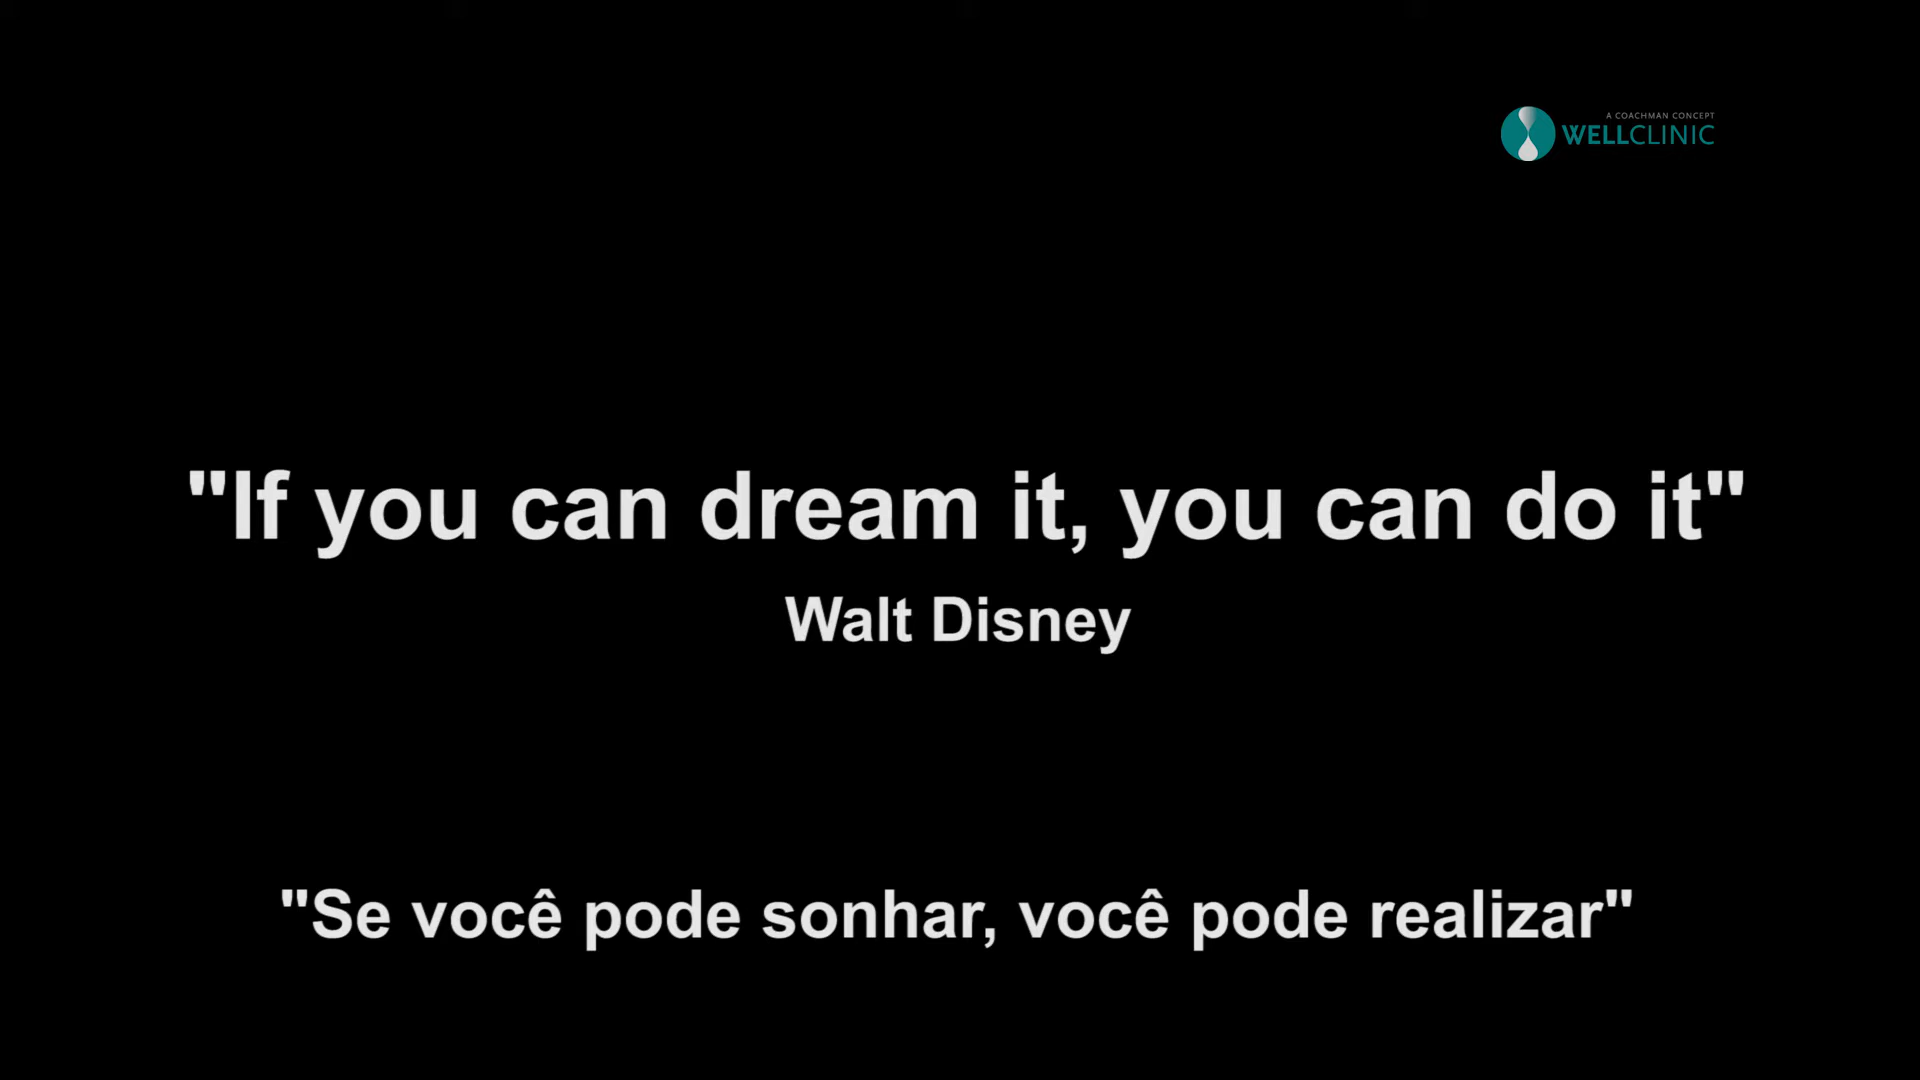 A COACHMAN CONCEPT
WELLCLINIC
"If you can dream it, you can do it"
Walt Disney
"Se você pode sonhar, você pode realizar"